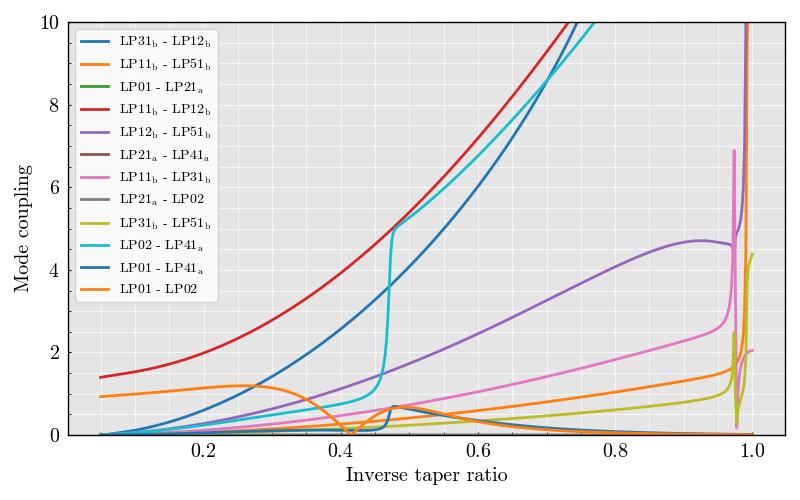 10
8
6
4
2
0
Mode coupling
LP31b - LP12b
LP11b - LP51b
LP01 - LP21a
LP11b - LP12b
LP12b - LP51b
LP21a - LP41a
LP11b - LP31b
LP21a - LP02
LP31b - LP51b
LP02 - LP41a
LP01 - LP41a
LP01 - LP02
0.2 0.4 0.6 0.8 1.0
Inverse taper ratio